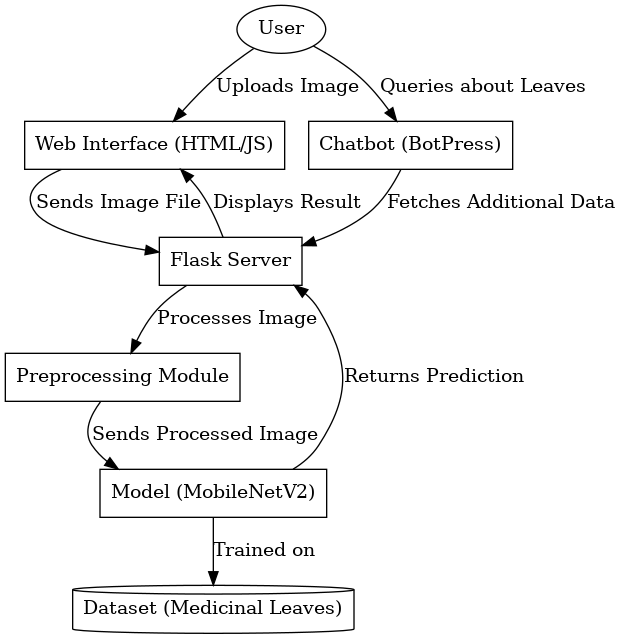 User
Uploads Image
Queries about Leaves
Web Interface (HTML/JS)
Chatbot (BotPress)
Sends Image File
Displays Result
Fetches Additional Data
Flask Server
Processes Image
Preprocessing Module
Returns Prediction
Sends Processed Image
Model (MobileNetV2)
Trained on
Dataset (Medicinal Leaves)